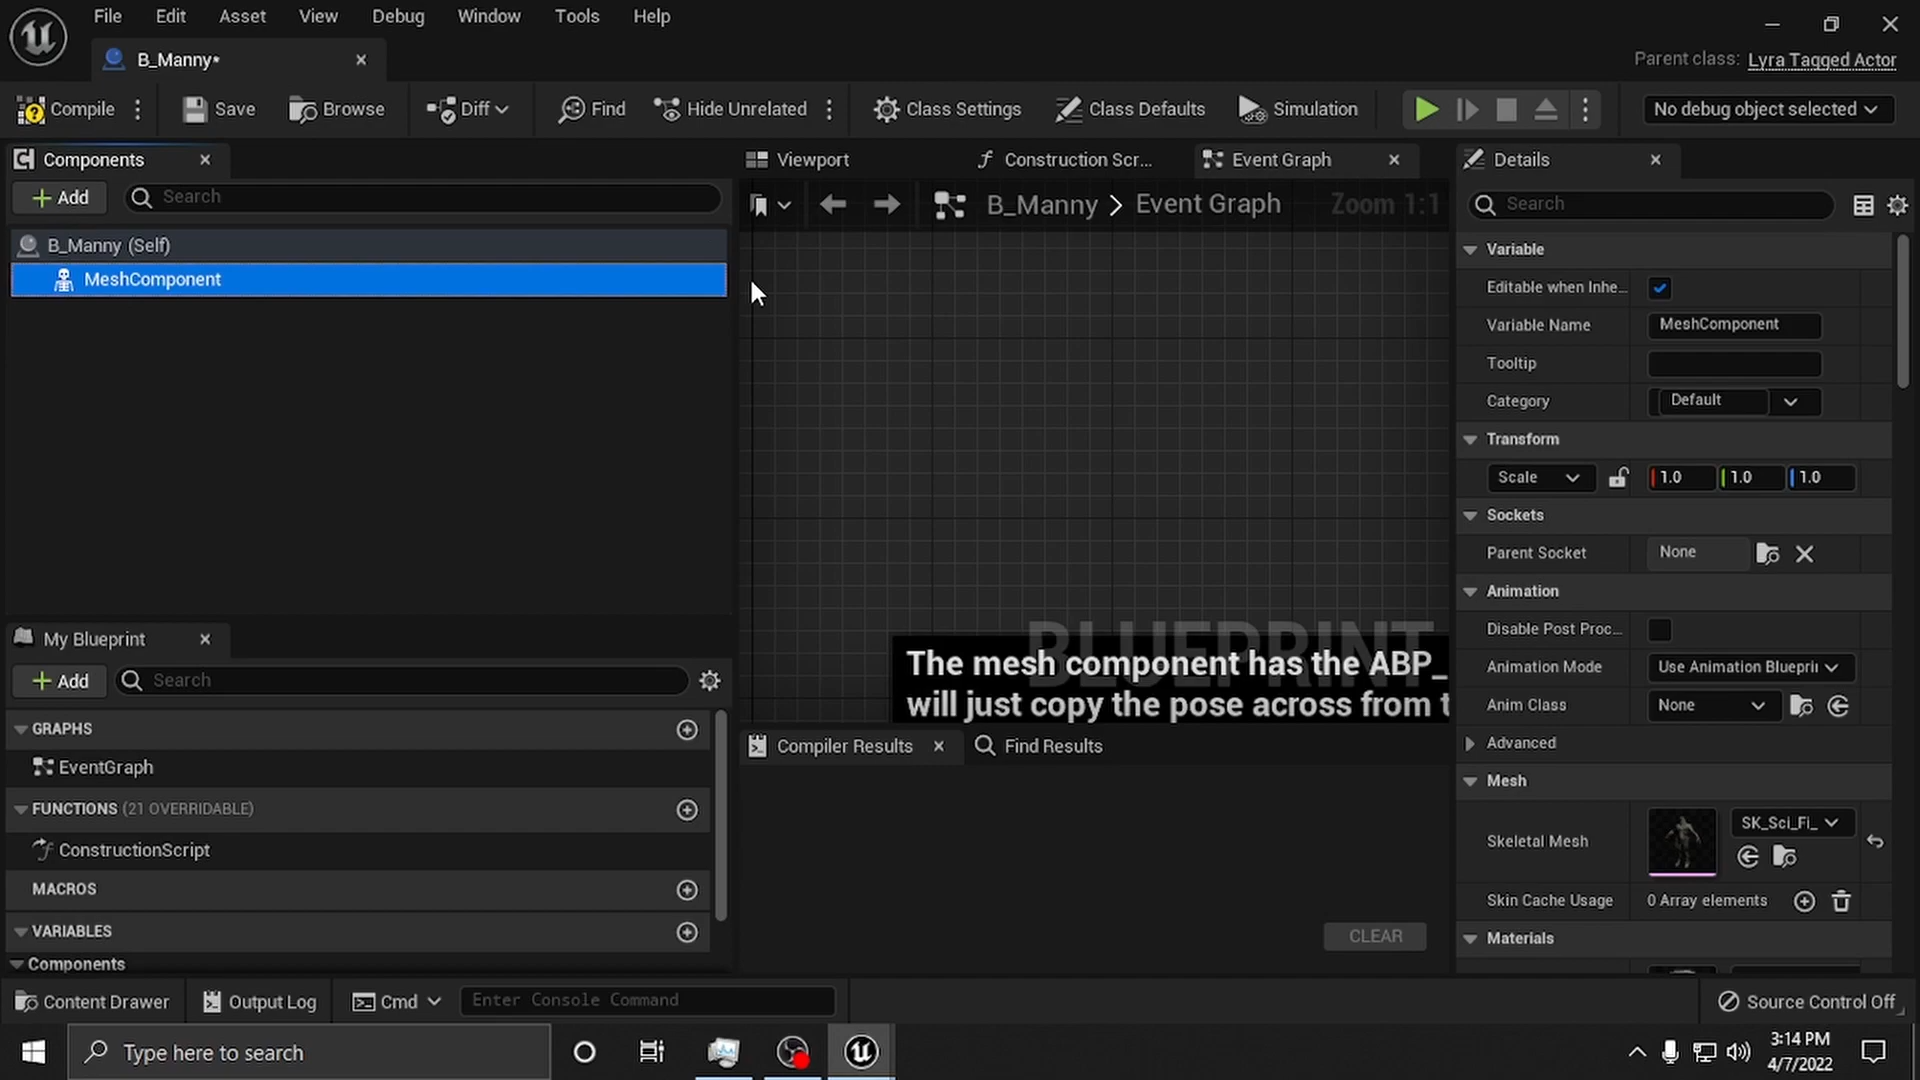 File Edit Asset View Debug Window Tools Help
B_Manny*
Parent class: Lyra Tagged Actor
Compile Save Browse Diff Find Hide Unrelated Class Settings Class Defaults Simulation No debug object selected
Components
Add Search
B_Manny (Self)
MeshComponent
My Blueprint
Add Search
GRAPHS
EventGraph
FUNCTIONS (21 OVERRIDABLE)
ConstructionScript
MACROS
VARIABLES
Components
Viewport Construction Scr... Event Graph
B_Manny > Event Graph Zoom 1:1
BLUEPRINT
The mesh component has the ABP_
will just copy the pose across from t
Compiler Results Find Results
CLEAR
Details
Search
Variable
Editable when Inhe...
Variable Name MeshComponent
Tooltip
Category Default
Transform
Scale 1.0 1.0 1.0
Sockets
Parent Socket None
Animation
Disable Post Proc...
Animation Mode Use Animation Blueprin
Anim Class None
Advanced
Mesh
Skeletal Mesh SK_Sci_Fi_
Skin Cache Usage 0 Array elements
Materials
Content Drawer Output Log Cmd Enter Console Command Source Control Off
Type here to search
3:14 PM
4/7/2022